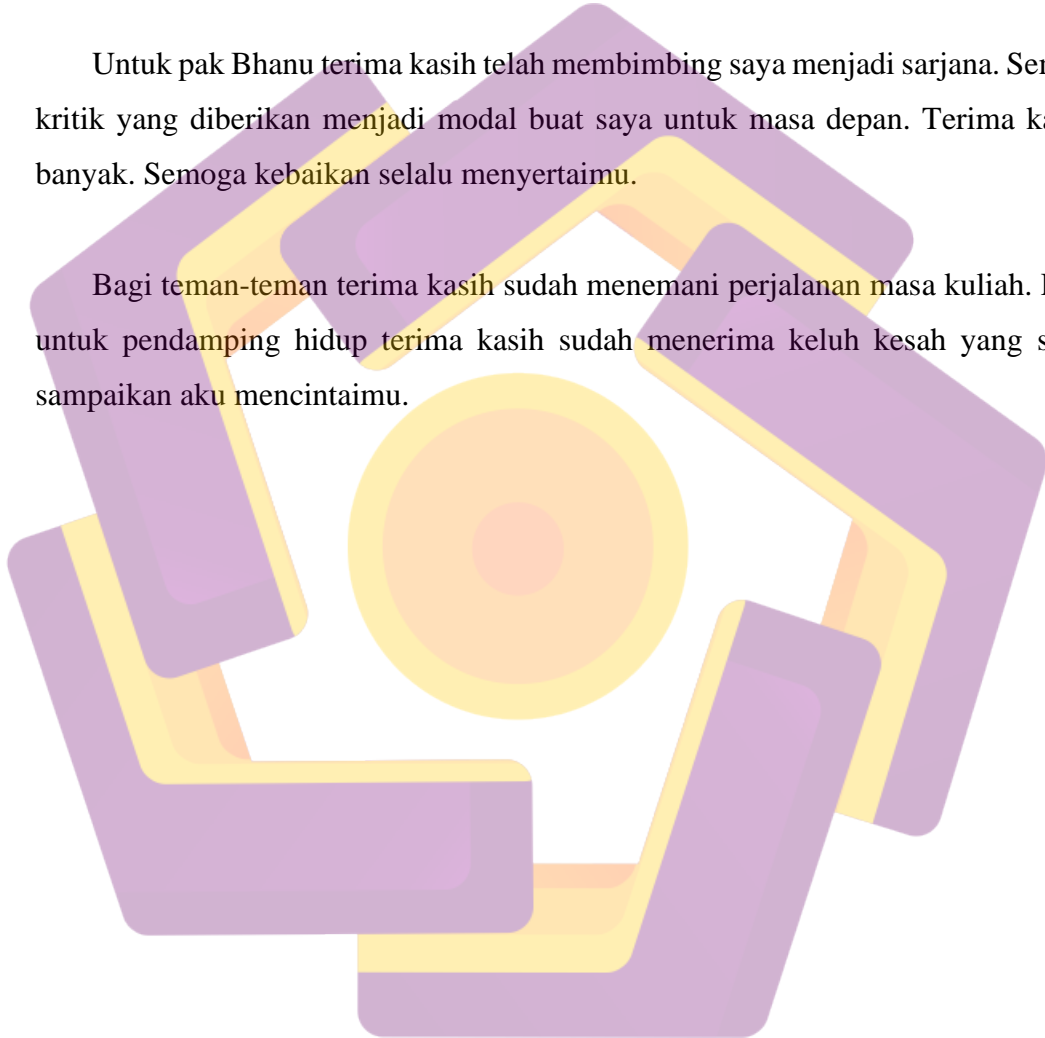 Untuk pak Bhanu terima kasih telah membimbing saya menjadi sarjana.
kritik yang diberikan menjadi modal buat saya untuk masa depan. Terima
banyak. Semoga kebaikan selalu menyertaimu.
Bagi teman-teman terima kasih sudah menemani perjalanan masa kuliah.
untuk pendamping hidup terima kasih sudah menerima keluh kesah yang
sampaikan aku mencintaimu.